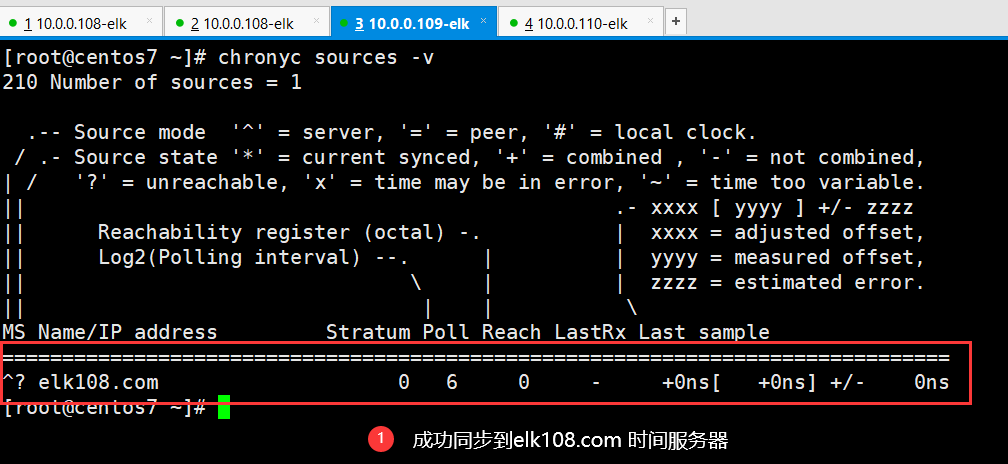 1 10.0.0.108-elk × 2 10.0.0.108-elk × 3 10.0.0.109-elk × 4 10.0.0.110-elk × +
[root@centos7 ~]# chronyc sources -v
210 Number of sources = 1
  .-- Source mode  '^' = server, '=' = peer, '#' = local clock.
 / .- Source state '*' = current synced, '+' = combined , '-' = not combined,
| /   '?' = unreachable, 'x' = time may be in error, '~' = time too variable.
||                                                 .- xxxx [ yyyy ] +/- zzzz
||      Reachability register (octal) -.           |  xxxx = adjusted offset,
||      Log2(Polling interval) --.      |          |  yyyy = measured offset,
||                                \     |          |  zzzz = estimated error.
||                                 |    |           \
MS Name/IP address         Stratum Poll Reach LastRx Last sample
===============================================================================
^? elk108.com                    0   6     0     -     +0ns[   +0ns] +/-    0ns
[root@centos7 ~]#
1 成功同步到elk108.com 时间服务器